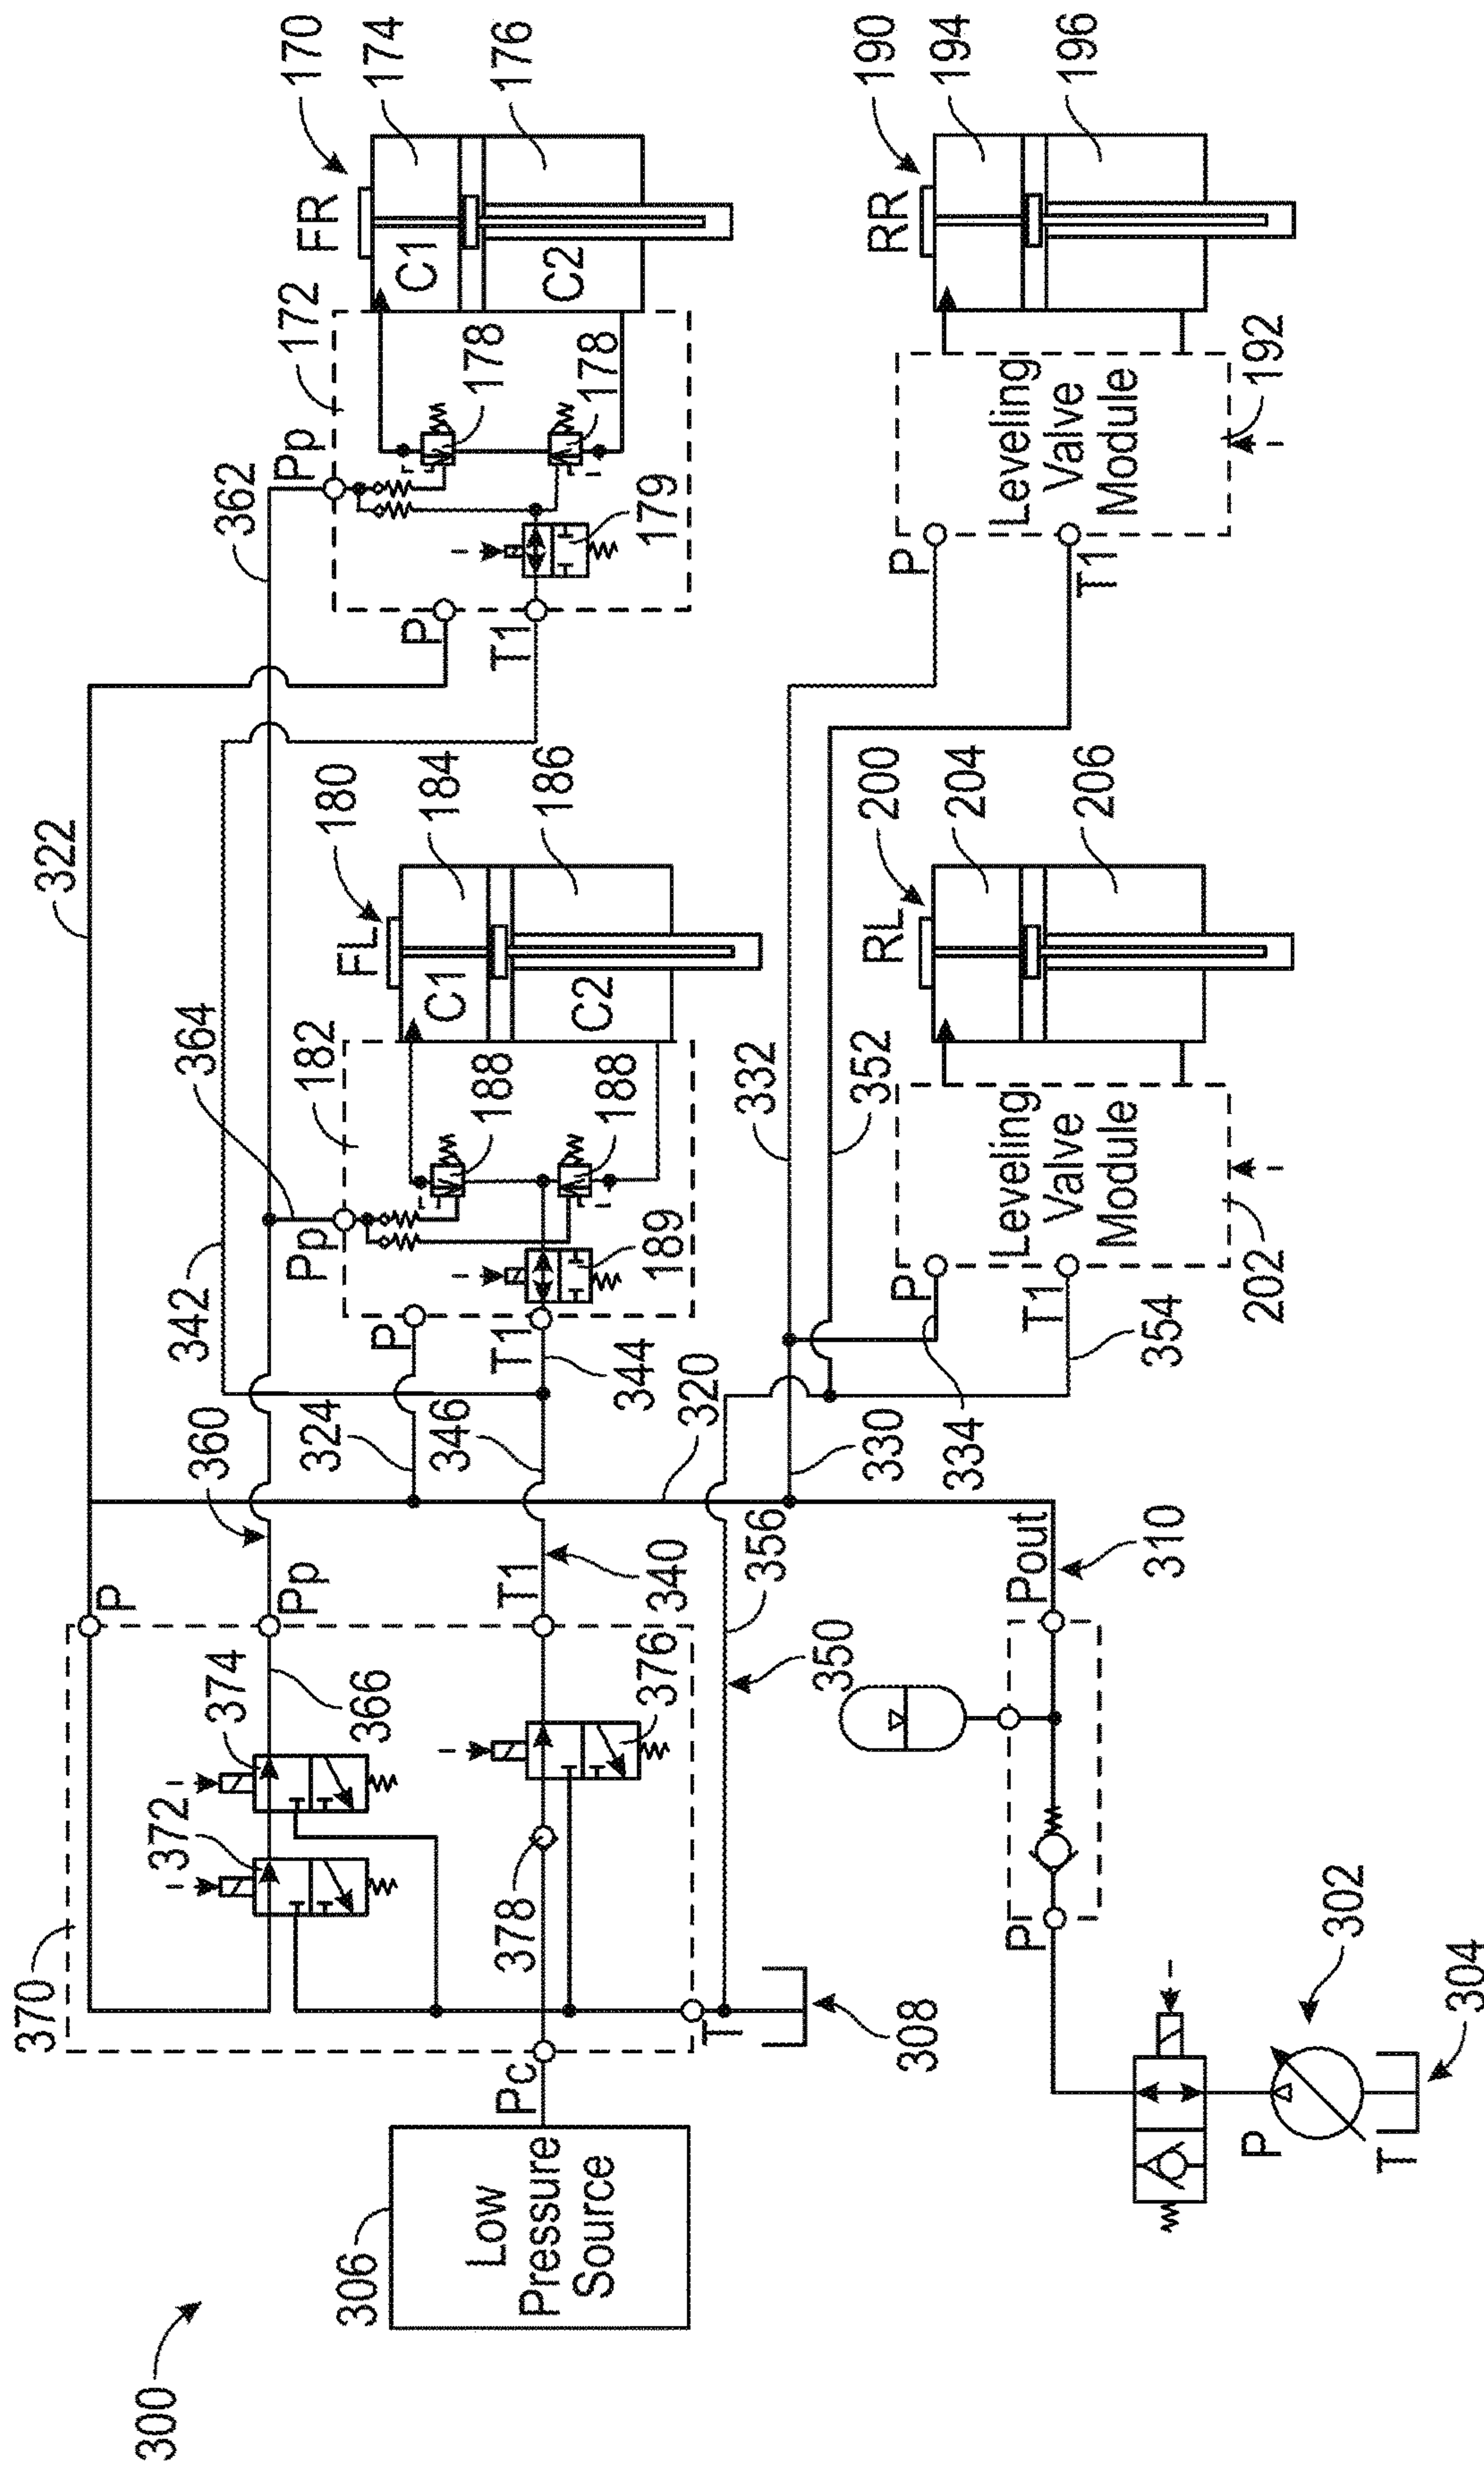 300
306
Low
Pressure
Source
Pc
370
372
374
366
378
376
P
Pp
T1
T
308
360
340
350
356
324
346
344
320
342
364
322
362
Pp
P
T1
182
188
188
189
FL
180
184
186
C1
C2
Pp
P
T1
172
178
178
179
FR
170
174
176
C1
C2
302
304
P
T
P
Pout
310
330
334
332
352
354
P
T1
202
Leveling
Valve
Module
RL
200
204
206
P
T1
192
Leveling
Valve
Module
RR
190
194
196